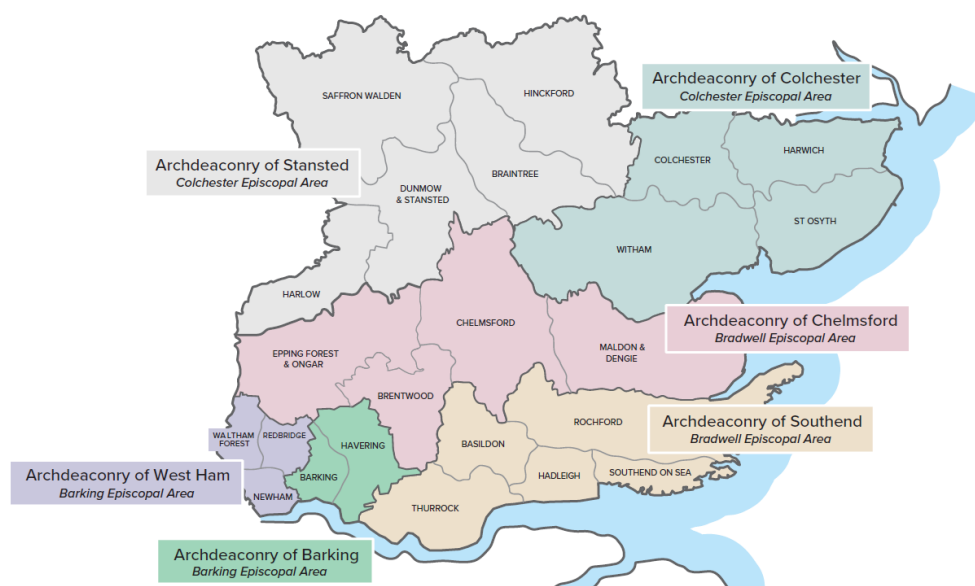 SAFFRON WALDEN
HINCKFORD
Archdeaconry of Colchester
Colchester Episcopal Area
HARWICH
COLCHESTER
Archdeaconry of Stansted
Colchester Episcopal Area
BRAINTREE
DUNMOW
& STANSTED
ST OSYTH
WITHAM
HARLOW
CHELMSFORD
Archdeaconry of Chelmsford
Bradwell Episcopal Area
MALDON &
DENGIE
EPPING FOREST
& ONGAR
BRENTWOOD
Archdeaconry of Southend
Bradwell Episcopal Area
ROCHFORD
WALTHAM
FOREST
REDBRIDGE
HAVERING
BASILDON
Archdeaconry of West Ham
Barking Episcopal Area
BARKING
HADLEIGH
SOUTHEND ON SEA
NEWHAM
THURROCK
Archdeaconry of Barking
Barking Episcopal Area